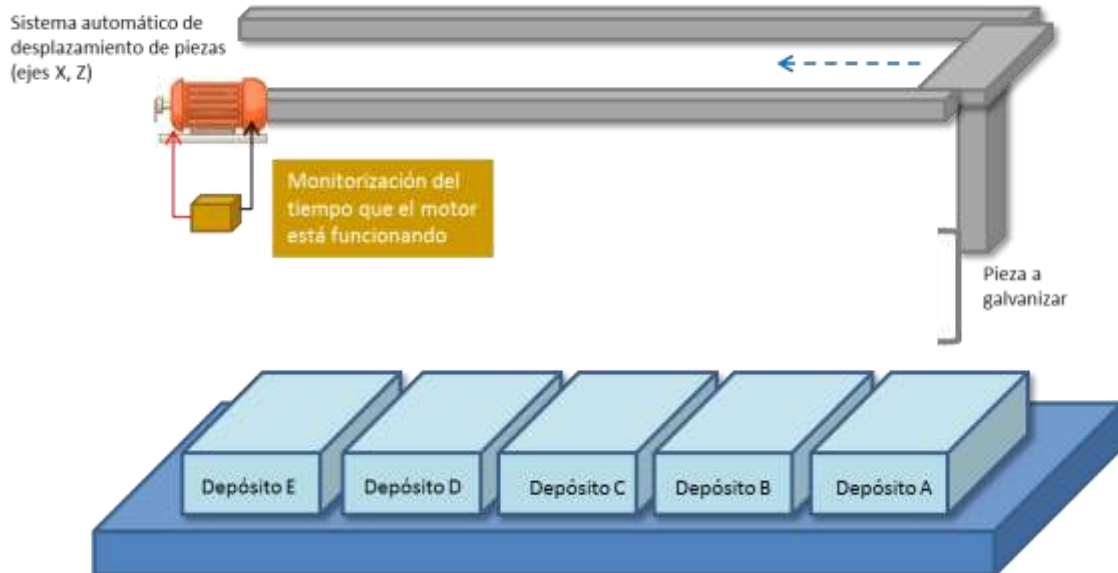 Sistema automático de
desplazamiento de piezas
(ejes X, Z)
Monitorización del
tiempo que el motor
está funcionando
Pieza a
galvanizar
Depósito E
Depósito D
Depósito C
Depósito B
Depósito A